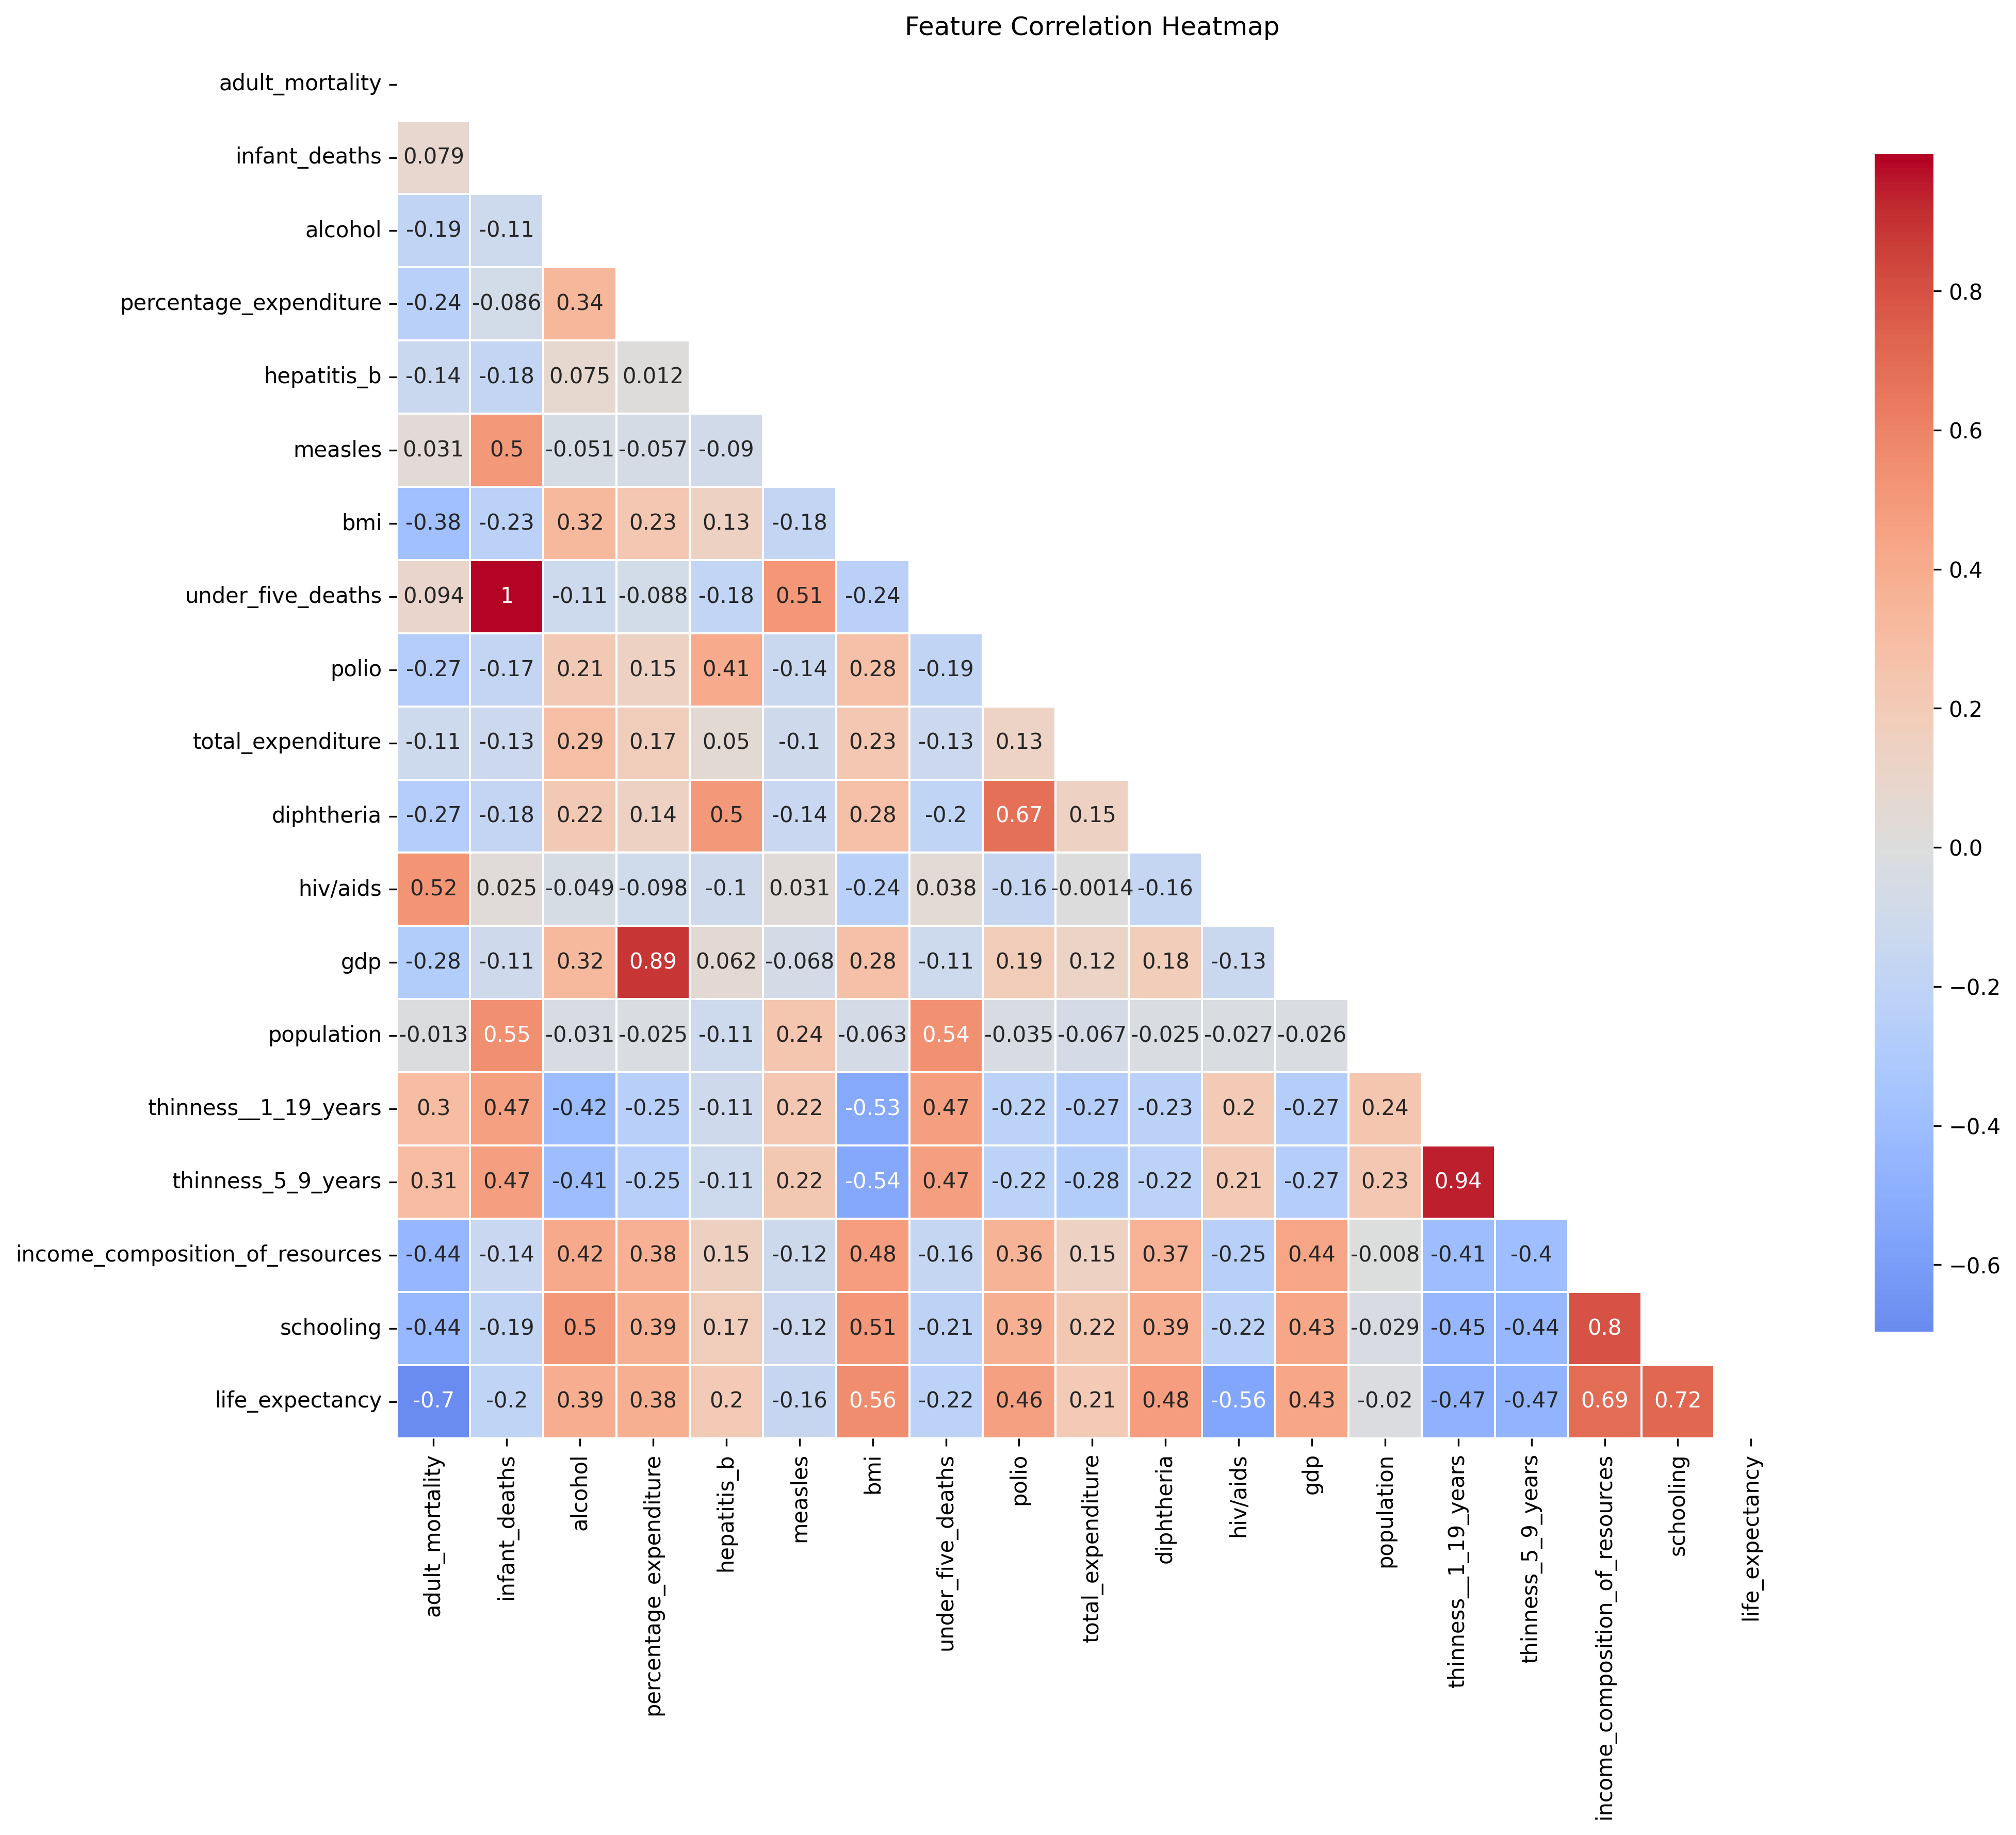 Feature Correlation Heatmap
adult_mortality
infant_deaths 0.079
alcohol -0.19 -0.11
percentage_expenditure -0.24 -0.086 0.34
hepatitis_b -0.14 -0.18 0.075 0.012
measles 0.031 0.5 -0.051 -0.057 -0.09
bmi -0.38 -0.23 0.32 0.23 0.13 -0.18
under_five_deaths 0.094 1 -0.11 -0.088 -0.18 0.51 -0.24
polio -0.27 -0.17 0.21 0.15 0.41 -0.14 0.28 -0.19
total_expenditure -0.11 -0.13 0.29 0.17 0.05 -0.1 0.23 -0.13 0.13
diphtheria -0.27 -0.18 0.22 0.14 0.5 -0.14 0.28 -0.2 0.67 0.15
hiv/aids 0.52 0.025 -0.049 -0.098 -0.1 0.031 -0.24 0.038 -0.16 -0.0014 -0.16
gdp -0.28 -0.11 0.32 0.89 0.062 -0.068 0.28 -0.11 0.19 0.12 0.18 -0.13
population -0.013 0.55 -0.031 -0.025 -0.11 0.24 -0.063 0.54 -0.035 -0.067 -0.025 -0.027 -0.026
thinness__1_19_years 0.3 0.47 -0.42 -0.25 -0.11 0.22 -0.53 0.47 -0.22 -0.27 -0.23 0.2 -0.27 0.24
thinness_5_9_years 0.31 0.47 -0.41 -0.25 -0.11 0.22 -0.54 0.47 -0.22 -0.28 -0.22 0.21 -0.27 0.23 0.94
income_composition_of_resources -0.44 -0.14 0.42 0.38 0.15 -0.12 0.48 -0.16 0.36 0.15 0.37 -0.25 0.44 -0.008 -0.41 -0.4
schooling -0.44 -0.19 0.5 0.39 0.17 -0.12 0.51 -0.21 0.39 0.22 0.39 -0.22 0.43 -0.029 -0.45 -0.44 0.8
life_expectancy -0.7 -0.2 0.39 0.38 0.2 -0.16 0.56 -0.22 0.46 0.21 0.48 -0.56 0.43 -0.02 -0.47 -0.47 0.69 0.72
adult_mortality
infant_deaths
alcohol
percentage_expenditure
hepatitis_b
measles
bmi
under_five_deaths
polio
total_expenditure
diphtheria
hiv/aids
gdp
population
thinness__1_19_years
thinness_5_9_years
income_composition_of_resources
schooling
life_expectancy
0.8
0.6
0.4
0.2
0.0
−0.2
−0.4
−0.6